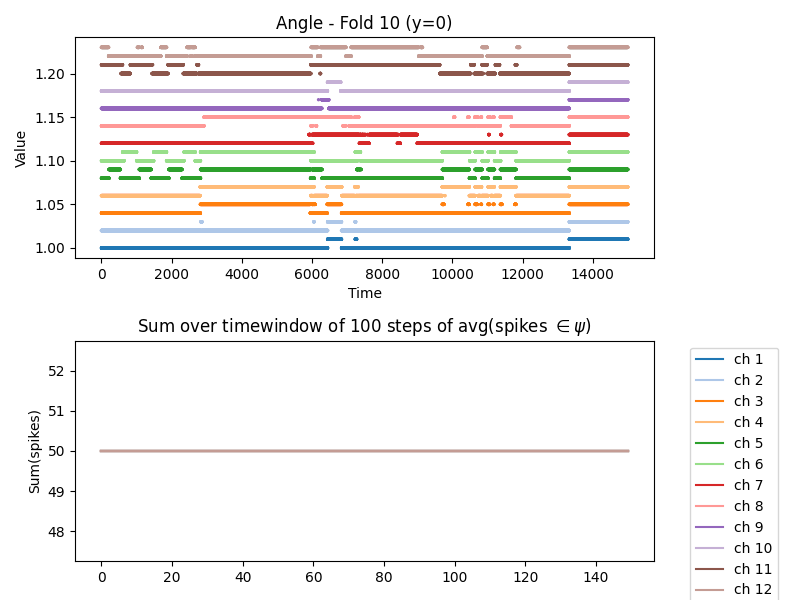 Angle - Fold 10 (y=0)
Value
1.20
1.15
1.10
1.05
1.00
0
2000
4000
6000
8000
10000
12000
14000
Time
Sum over timewindow of 100 steps of avg(spikes ∈ ψ)
Sum(spikes)
52
51
50
49
48
0
20
40
60
80
100
120
140
ch 1
ch 2
ch 3
ch 4
ch 5
ch 6
ch 7
ch 8
ch 9
ch 10
ch 11
ch 12